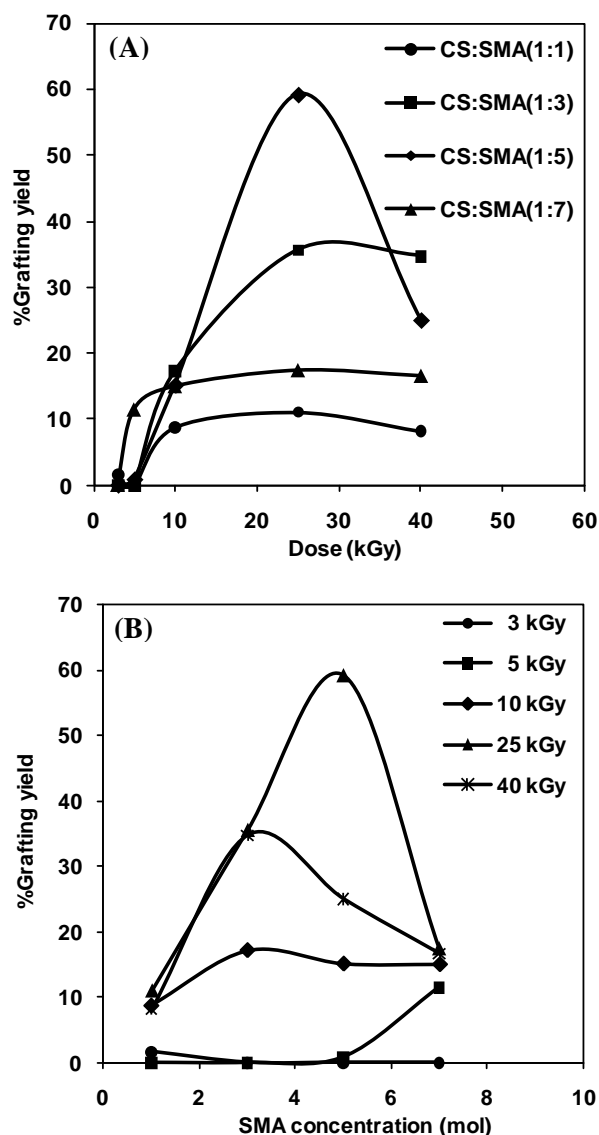 (A)
CS:SMA(1:1)
CS:SMA(1:3)
CS:SMA(1:5)
CS:SMA(1:7)
%Grafting yield
70
60
50
40
30
20
10
0
0 10 20 30 40 50 60
Dose (kGy)
(B)
3 kGy
5 kGy
10 kGy
25 kGy
40 kGy
%Grafting yield
70
60
50
40
30
20
10
0
0 2 4 6 8 10
SMA concentration (mol)